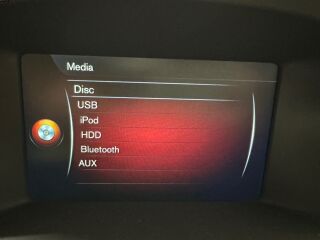 Media
Disc
USB
iPod
HDD
Bluetooth
AUX